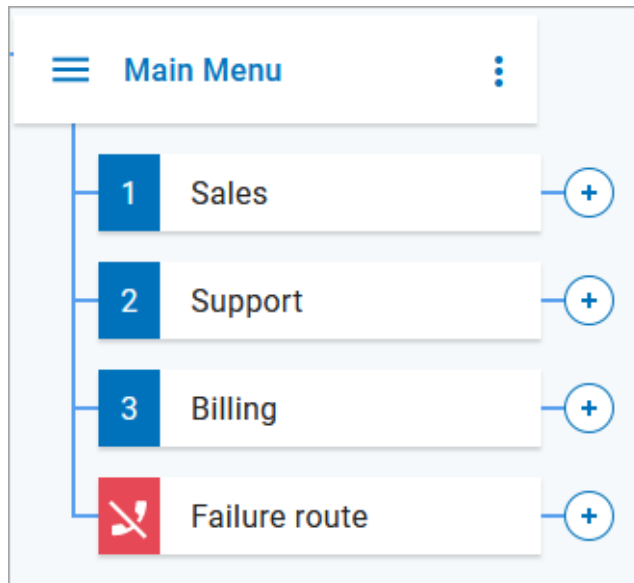 Main Menu
1 Sales
2 Support
3 Billing
Failure route